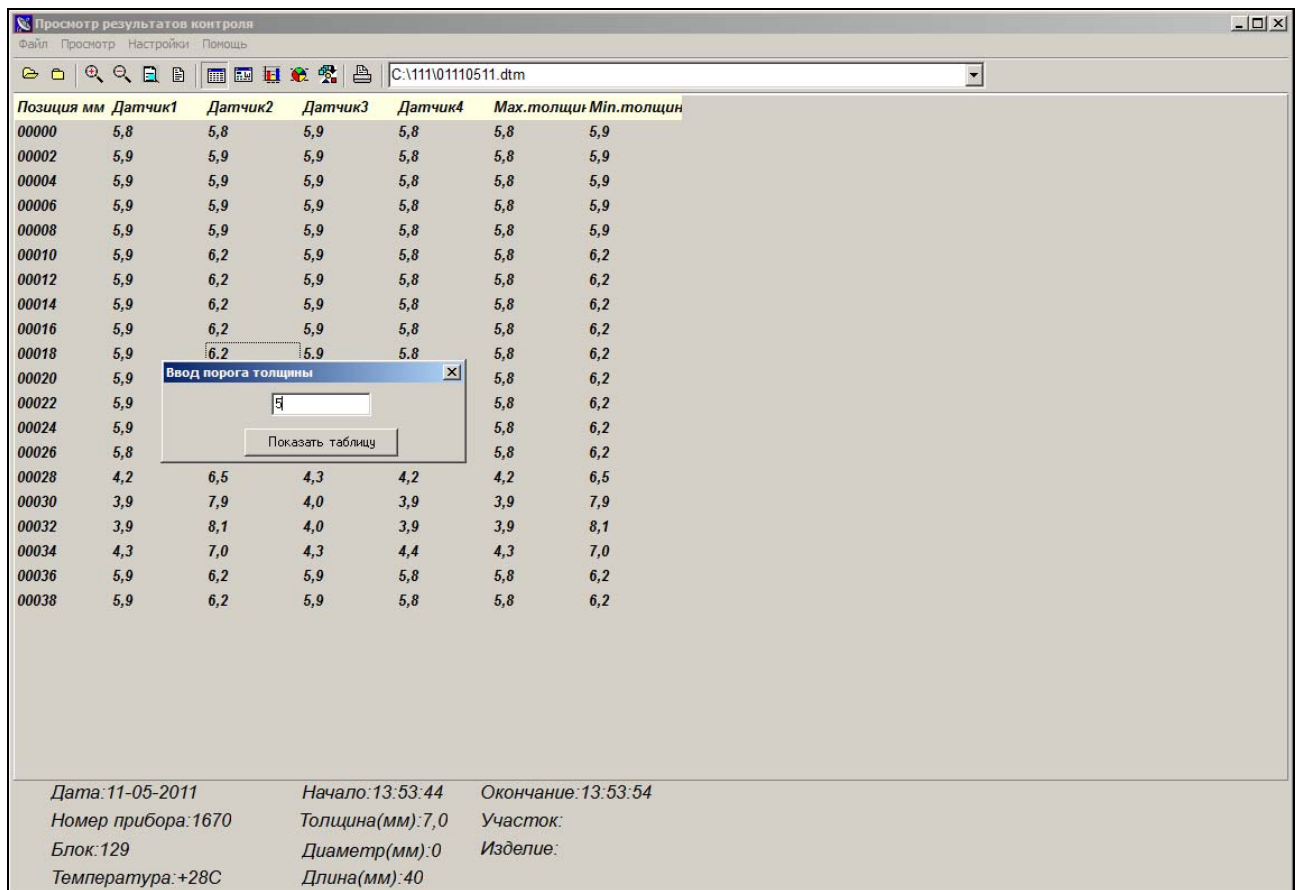 Просмотр результатов контроля
Файл Просмотр Настройки Помощь
C:\111\01110511.dtm
Позиция мм Датчик1 Датчик2 Датчик3 Датчик4 Max.толщин Min.толщин
00000 5,8 5,8 5,9 5,8 5,8 5,9
00002 5,9 5,9 5,9 5,8 5,8 5,9
00004 5,9 5,9 5,9 5,8 5,8 5,9
00006 5,9 5,9 5,9 5,8 5,8 5,9
00008 5,9 5,9 5,9 5,8 5,8 5,9
00010 5,9 6,2 5,9 5,8 5,8 6,2
00012 5,9 6,2 5,9 5,8 5,8 6,2
00014 5,9 6,2 5,9 5,8 5,8 6,2
00016 5,9 6,2 5,9 5,8 5,8 6,2
00018 5,9 6,2 5,9 5,8 5,8 6,2
00020 5,9 5,8 6,2
00022 5,9 5,8 6,2
00024 5,9 5,8 6,2
00026 5,8 5,8 6,2
Ввод порога толщины
5
Показать таблицу
00028 4,2 6,5 4,3 4,2 4,2 6,5
00030 3,9 7,9 4,0 3,9 3,9 7,9
00032 3,9 8,1 4,0 3,9 3,9 8,1
00034 4,3 7,0 4,3 4,4 4,3 7,0
00036 5,9 6,2 5,9 5,8 5,8 6,2
00038 5,9 6,2 5,9 5,8 5,8 6,2
Дата:11-05-2011 Начало:13:53:44 Окончание:13:53:54
Номер прибора:1670 Толщина(мм):7,0 Участок:
Блок:129 Диаметр(мм):0 Изделие:
Температура:+28C Длина(мм):40